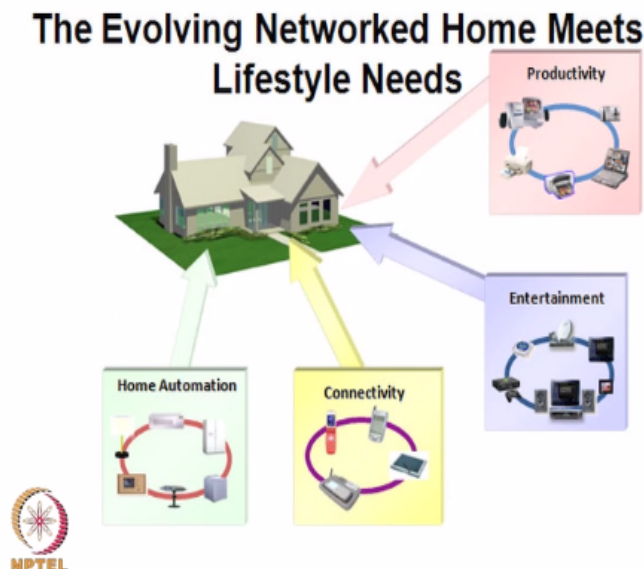 The Evolving Networked Home Meets
Lifestyle Needs
Productivity
Entertainment
Home Automation
Connectivity
NPTEL